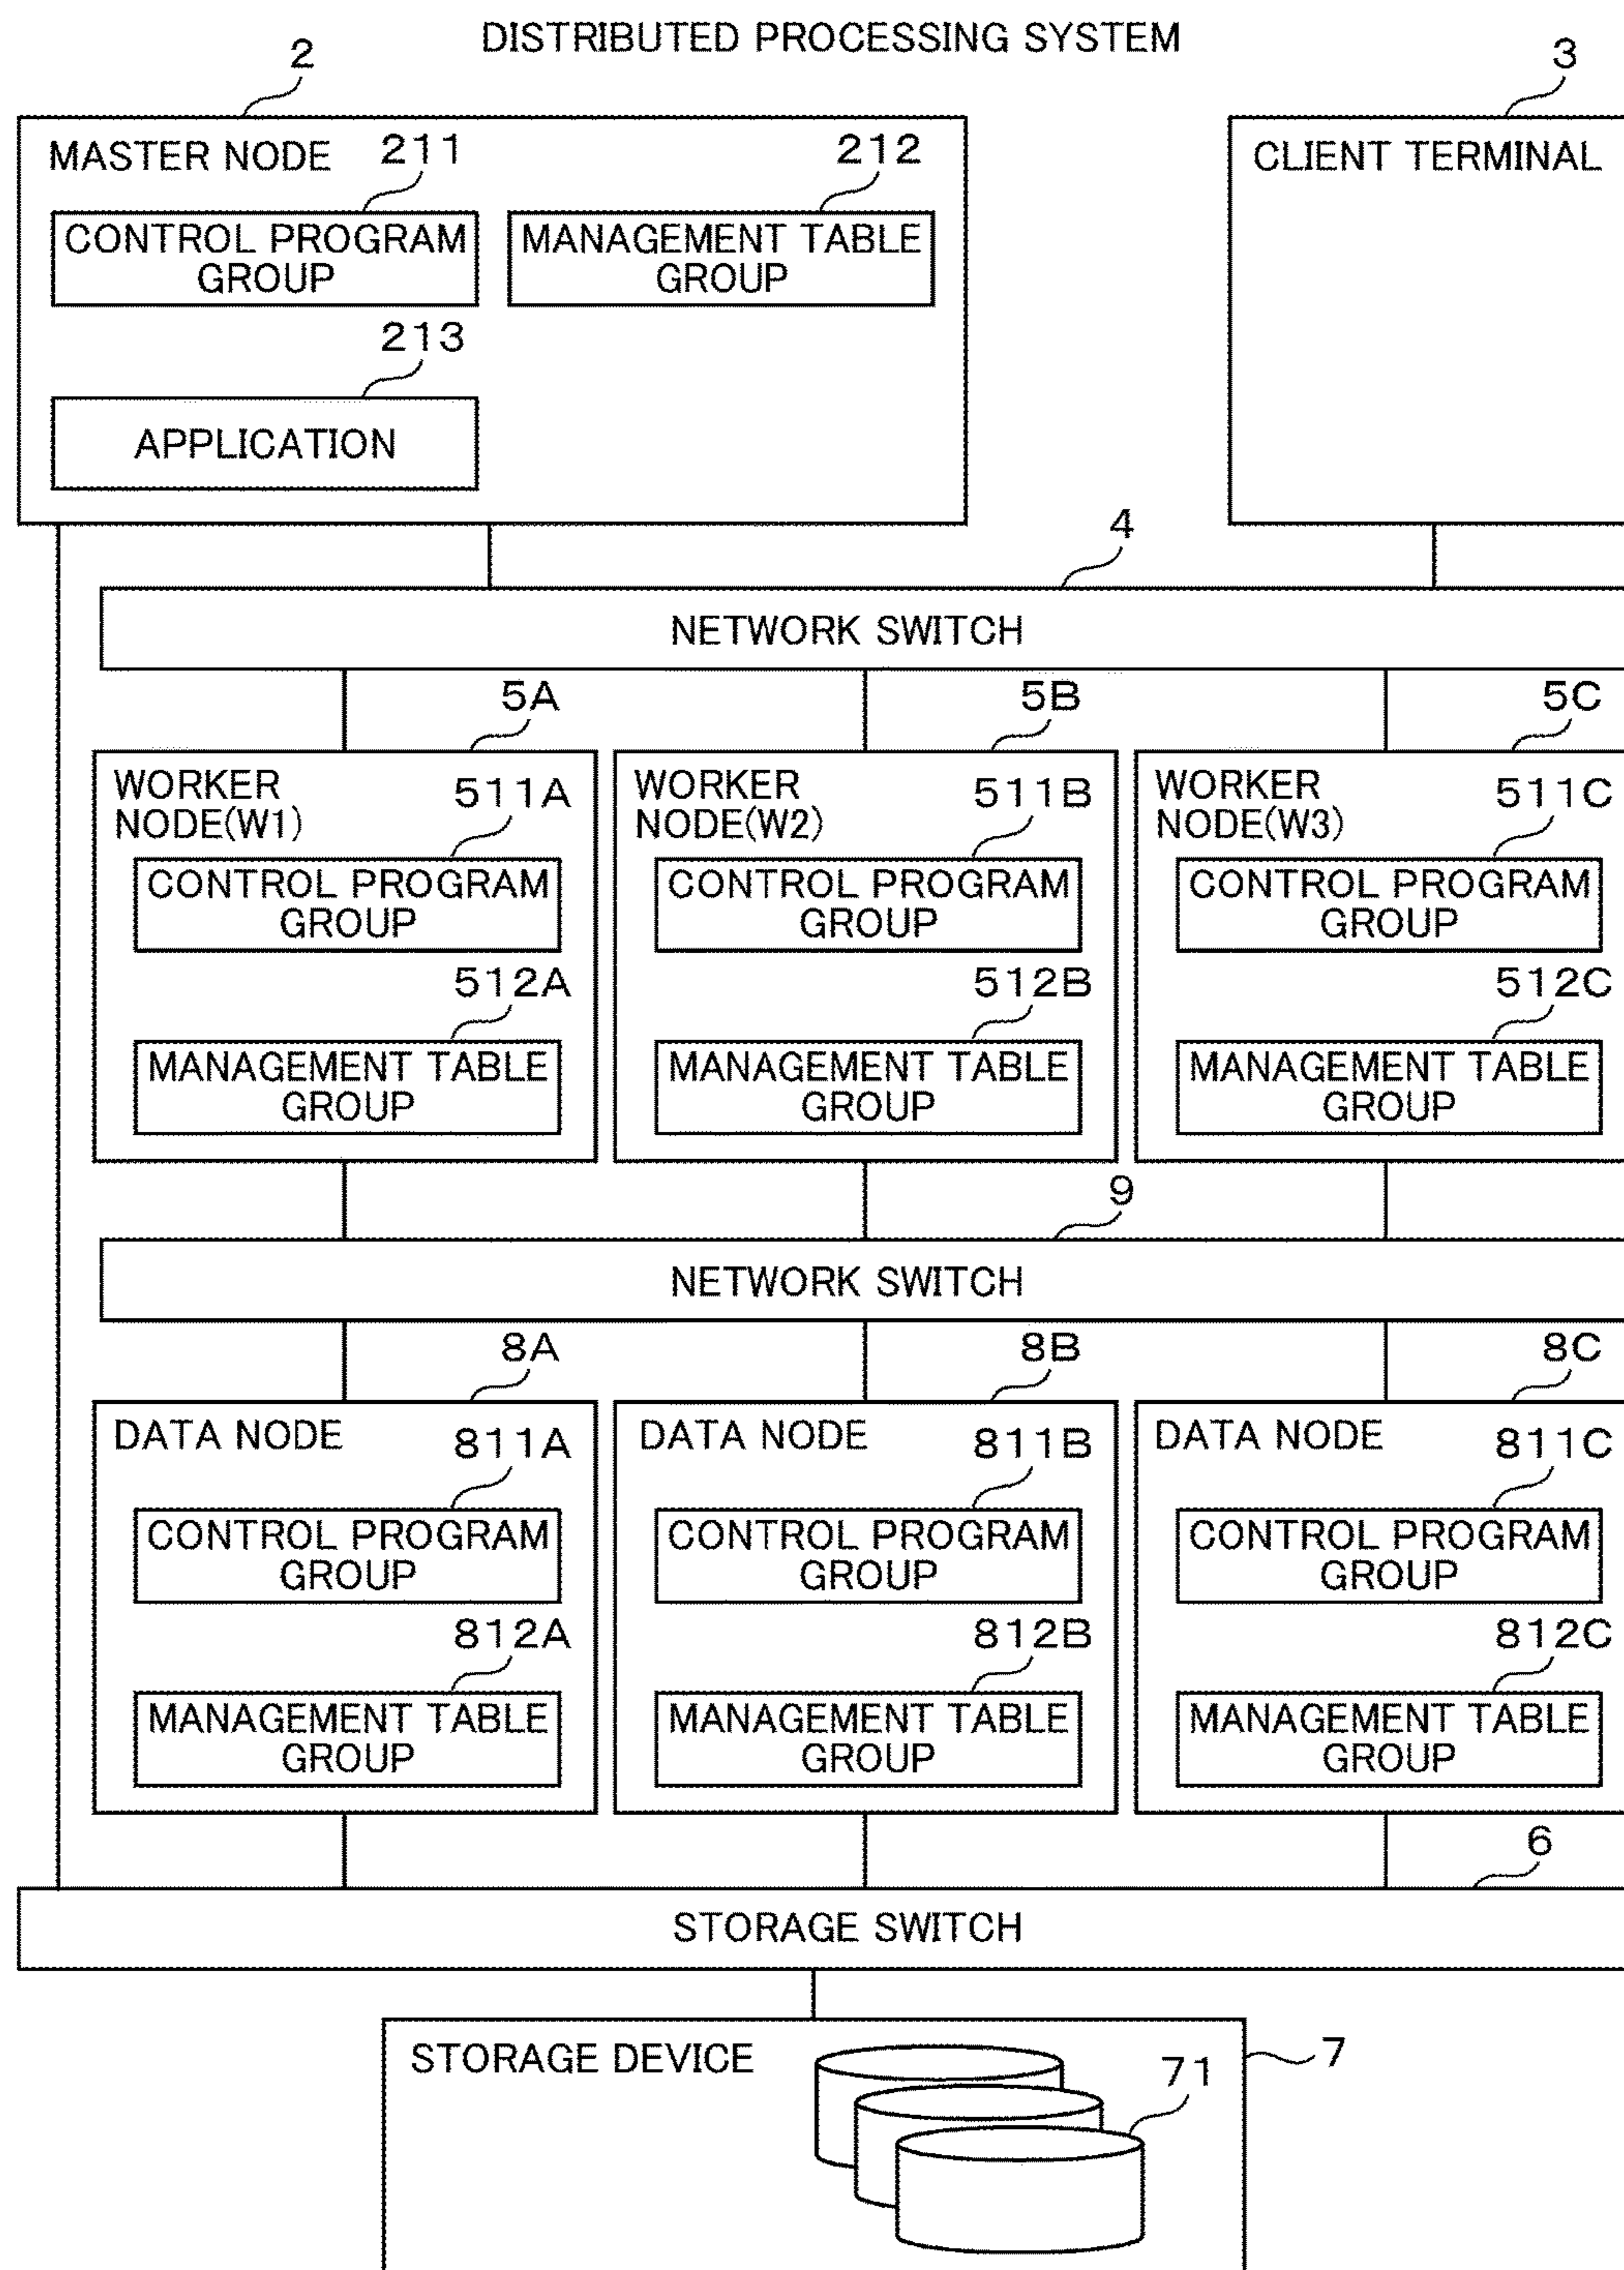 DISTRIBUTED PROCESSING SYSTEM
2
3
MASTER NODE
211
212
CLIENT TERMINAL
CONTROL PROGRAM
GROUP
MANAGEMENT TABLE
GROUP
213
APPLICATION
4
NETWORK SWITCH
5A
5B
5C
WORKER
NODE(W1)
511A
CONTROL PROGRAM
GROUP
512A
MANAGEMENT TABLE
GROUP
WORKER
NODE(W2)
511B
CONTROL PROGRAM
GROUP
512B
MANAGEMENT TABLE
GROUP
WORKER
NODE(W3)
511C
CONTROL PROGRAM
GROUP
512C
MANAGEMENT TABLE
GROUP
9
NETWORK SWITCH
8A
8B
8C
DATA NODE
811A
CONTROL PROGRAM
GROUP
812A
MANAGEMENT TABLE
GROUP
DATA NODE
811B
CONTROL PROGRAM
GROUP
812B
MANAGEMENT TABLE
GROUP
DATA NODE
811C
CONTROL PROGRAM
GROUP
812C
MANAGEMENT TABLE
GROUP
6
STORAGE SWITCH
STORAGE DEVICE
7
71